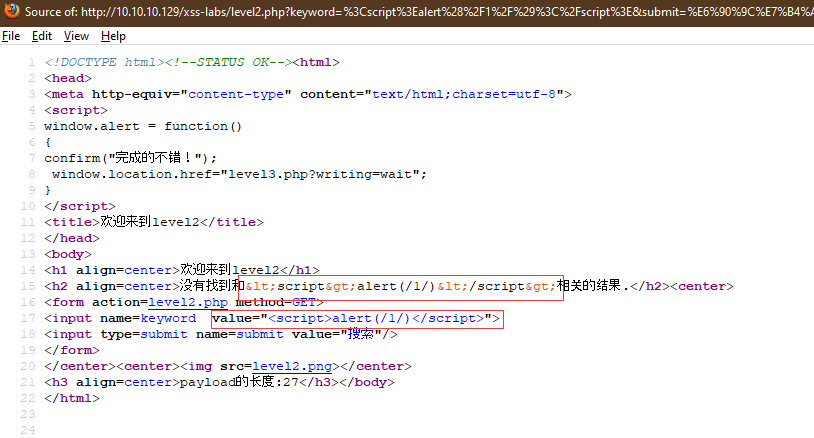 Source of: http://10.10.10.129/xss-labs/level2.php?keyword=%3Cscript%3Ealert%28%2F1%2F%29%3C%2Fscript%3E&submit=%E6%90%9C%E7%B4%A
File Edit View Help
1 <!DOCTYPE html><!--STATUS OK--><html>
2 <head>
3 <meta http-equiv="content-type" content="text/html;charset=utf-8">
4 <script>
5 window.alert = function()
6 {
7 confirm("完成的不错！");
8 window.location.href="level3.php?writing=wait";
9 }
10 </script>
11 <title>欢迎来到level2</title>
12 </head>
13 <body>
14 <h1 align=center>欢迎来到level2</h1>
15 <h2 align=center>没有找到和&lt;script&gt;alert(/1/)&lt;/script&gt;相关的结果.</h2><center>
16 <form action=level2.php method=GET>
17 <input name=keyword  value="<script>alert(/1/)</script>">
18 <input type=submit name=submit value="搜索"/>
19 </form>
20 </center><center><img src=level2.png></center>
21 <h3 align=center>payload的长度:27</h3></body>
22 </html>
23
24